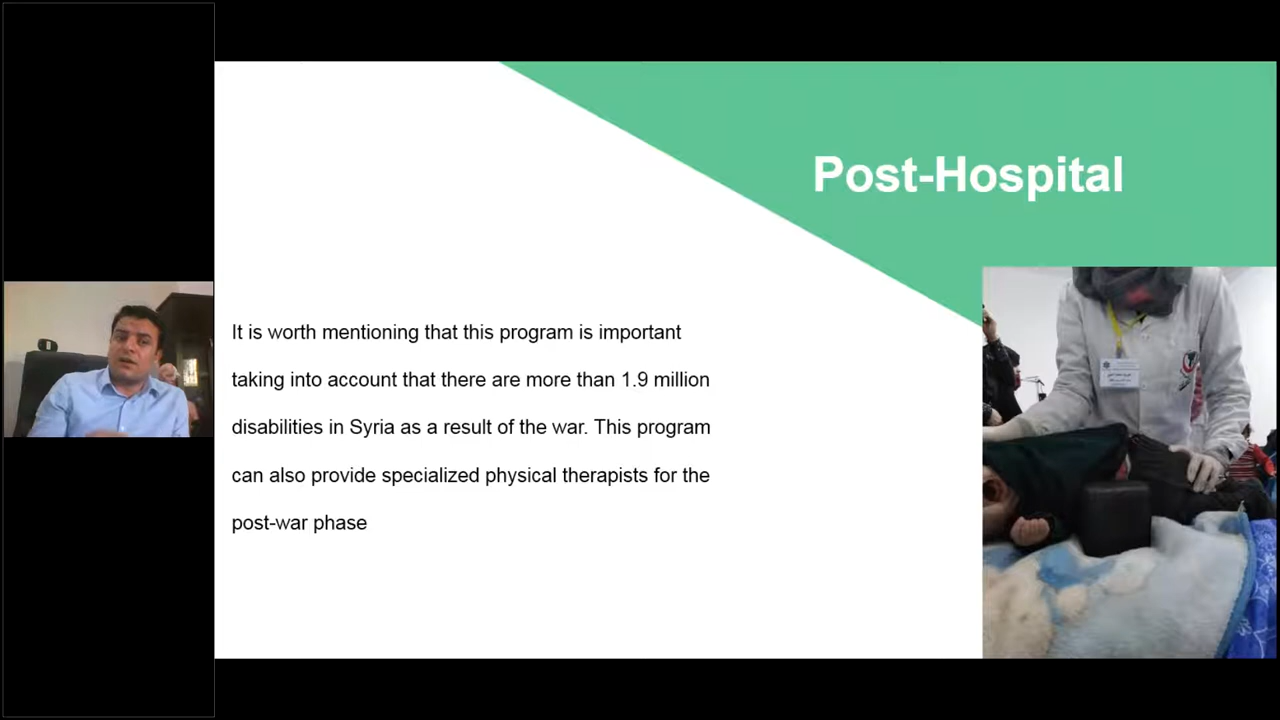 Post-Hospital
It is worth mentioning that this program is important
taking into account that there are more than 1.9 million
disabilities in Syria as a result of the war. This program
can also provide specialized physical therapists for the
post-war phase